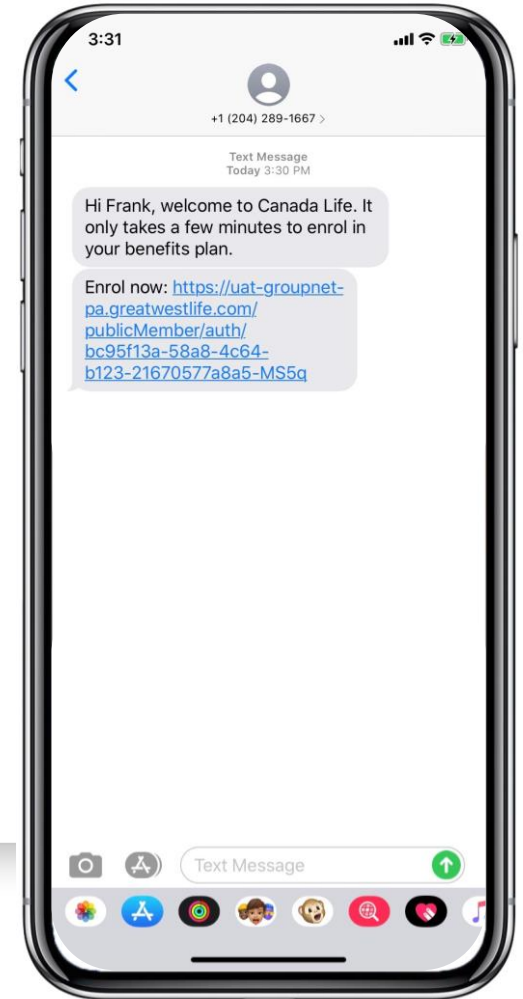 3:31
+1 (204) 289-1667 >
Text Message
Today 3:30 PM
Hi Frank, welcome to Canada Life. It
only takes a few minutes to enrol in
your benefits plan.
Enrol now: https://uat-groupnet-
pa.greatwestlife.com/
publicMember/auth/
bc95f13a-58a8-4c64-
b123-21670577a8a5-MS5q
Text Message